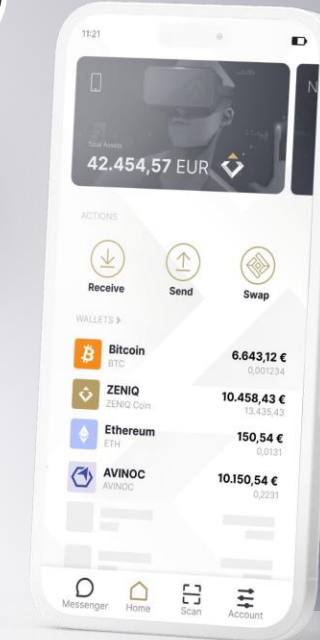 11:21
N
Total Assets
42.454,57 EUR
ACTIONS
Receive
Send
Swap
WALLETS >
Bitcoin
6.643,12 €
BTC
0,001234
ZENIQ
10.458,43 €
ZENIQ Coin
13.435,43
Ethereum
150,54 €
ETH
0,0131
AVINOC
10.150,54 €
AVINOC
0,2231
Messenger
Home
Scan
Account